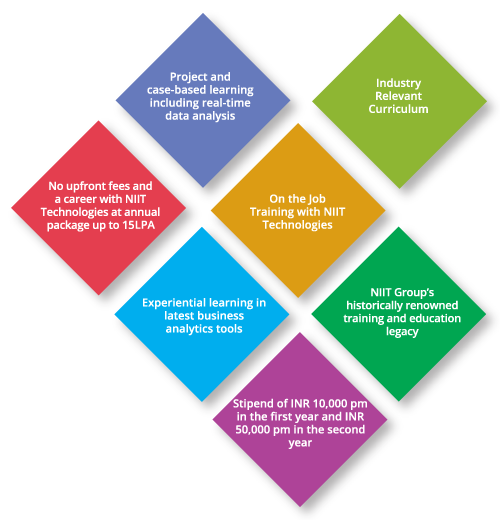 Project and
case-based learning
including real-time
data analysis
Industry
Relevant
Curriculum
No upfront fees and
a career with NIIT
Technologies at annual
package up to 15LPA
On the Job
Training with NIIT
Technologies
Experiential learning in
latest business
analytics tools
NIIT Group's
historically renowned
training and education
legacy
Stipend of INR 10,000 pm
in the first year and INR
50,000 pm in the second
year